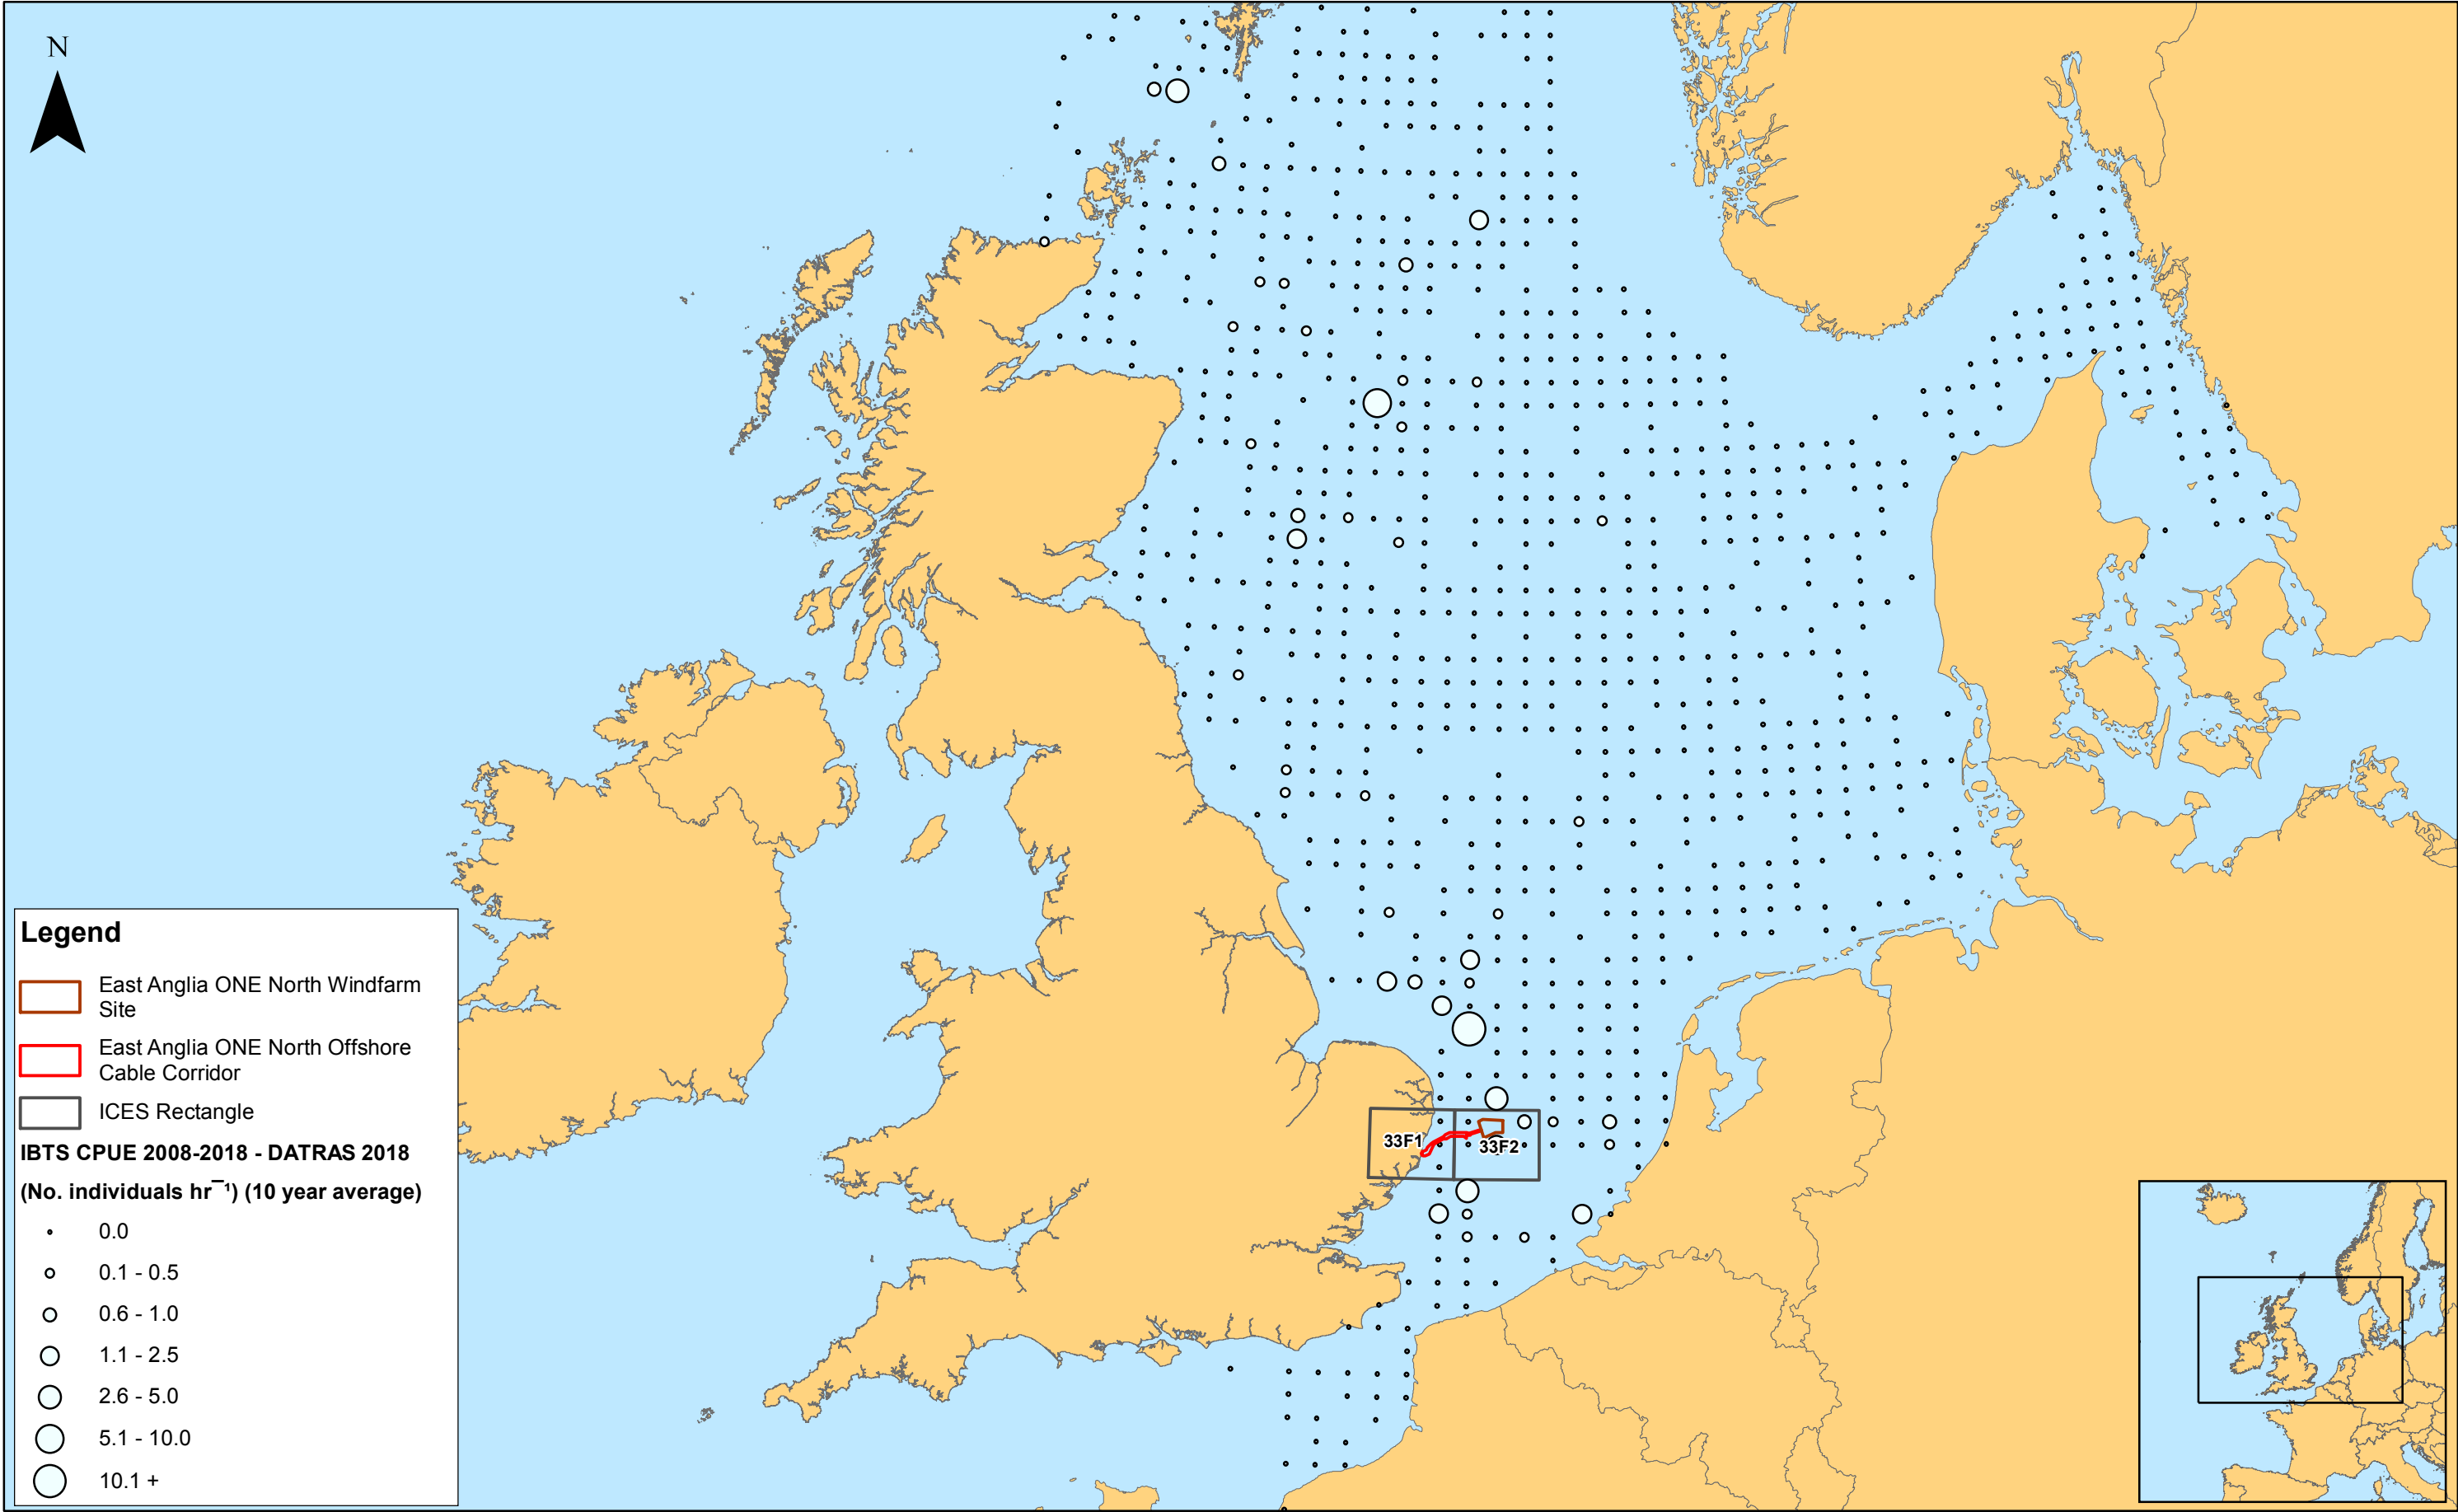 N
33F1
33F2
Legend
East Anglia ONE North Windfarm
Site
East Anglia ONE North Offshore
Cable Corridor
ICES Rectangle
IBTS CPUE 2008-2018 - DATRAS 2018
(No. individuals hr¯¹) (10 year average)
0.0
0.1 - 0.5
0.6 - 1.0
1.1 - 2.5
2.6 - 5.0
5.1 - 10.0
10.1 +